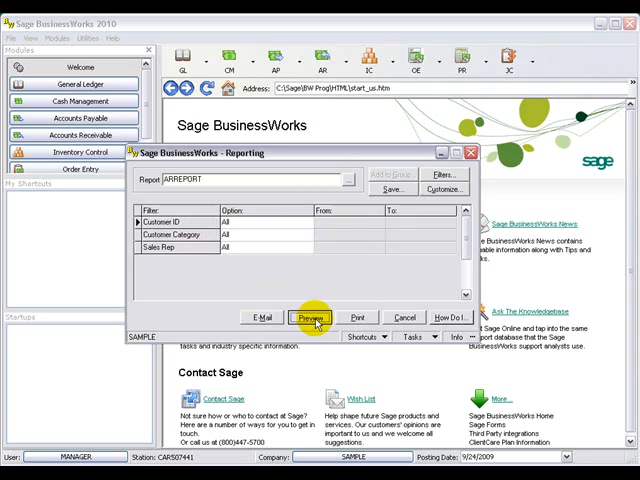 Sage BusinessWorks 2010
File View Modules Utilities Help
Modules
Welcome
General Ledger
Cash Management
Accounts Payable
Accounts Receivable
Inventory Control
Order Entry
My Shortcuts
Startups
GL CM AP AR IC OE PR JC
Address: C:\Sage\BW Prog\HTML\start_us.htm
Sage BusinessWorks
sage
Sage BusinessWorks - Reporting
Report ARREPORT ...
Add to Group Filters...
Save... Customize...
Filter: Option: From: To:
Customer ID All
Customer Category All
Sales Rep All
E-Mail Preview Print Cancel How Do I...
SAMPLE Shortcuts Tasks Info
Sage BusinessWorks News
BusinessWorks News contains
able information along with Tips and
Ask The Knowledgebase
Sage Online and tap into the same
port database that the Sage
BusinessWorks support analysts use.
tasks and industry specific information.
Contact Sage
Contact Sage
Not sure how or who to contact at Sage?
Here are a number of ways for you to get in
touch.
Or call us at (800)447-5700
Wish List
Help shape future Sage products and
services. Our customers' opinions are
important to us and we welcome all
suggestions.
More...
Sage BusinessWorks Home
Sage Forms
Third Party integrations
ClientCare Plan Information
User: MANAGER Station: CAR507441 Company: SAMPLE Posting Date: 9/24/2009